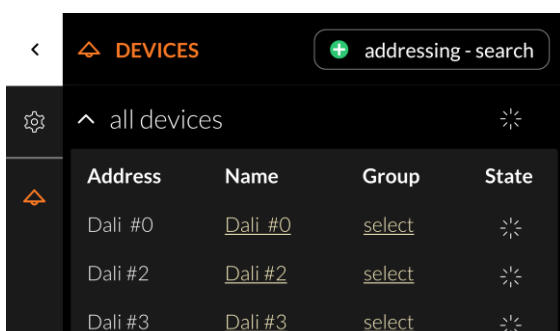 DEVICES addressing - search
all devices
Address Name Group State
Dali #0 Dali #0 select
Dali #2 Dali #2 select
Dali #3 Dali #3 select